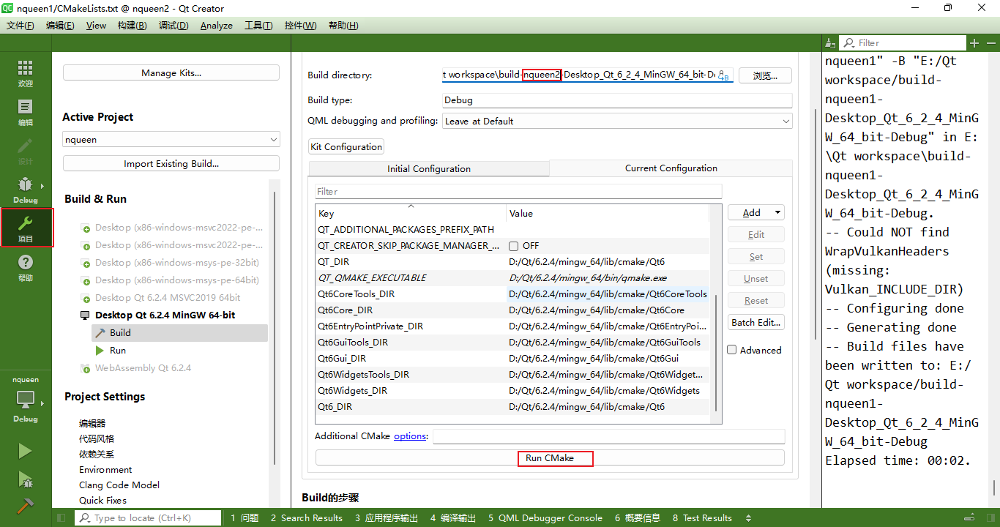 nqueen1/CMakeLists.txt @ nqueen2 - Qt Creator
文件(F) 编辑(E) View 构建(B) 调试(D) Analyze 工具(T) 控件(W) 帮助(H)
欢迎
编辑
设计
Debug
项目
帮助
nqueen
Debug
Manage Kits...
Active Project
nqueen
Import Existing Build...
Build & Run
Desktop (x86-windows-msvc2022-pe-...
Desktop (x86-windows-msvc2022-pe-...
Desktop (x86-windows-msys-pe-32bit)
Desktop (x86-windows-msys-pe-64bit)
Desktop Qt 6.2.4 MSVC2019 64bit
Desktop Qt 6.2.4 MinGW 64-bit
Build
Run
WebAssembly Qt 6.2.4
Project Settings
编辑器
代码风格
依赖关系
Environment
Clang Code Model
Quick Fixes
Build directory: t workspace\build-nqueen2-Desktop_Qt_6_2_4_MinGW_64_bit-De 浏览...
Build type: Debug
QML debugging and profiling: Leave at Default
Kit Configuration
Initial Configuration Current Configuration
Filter
Key Value
QT_ADDITIONAL_PACKAGES_PREFIX_PATH
QT_CREATOR_SKIP_PACKAGE_MANAGER_... OFF
QT_DIR D:/Qt/6.2.4/mingw_64/lib/cmake/Qt6
QT_QMAKE_EXECUTABLE D:/Qt/6.2.4/mingw_64/bin/qmake.exe
Qt6CoreTools_DIR D:/Qt/6.2.4/mingw_64/lib/cmake/Qt6CoreTools
Qt6Core_DIR D:/Qt/6.2.4/mingw_64/lib/cmake/Qt6Core
Qt6EntryPointPrivate_DIR D:/Qt/6.2.4/mingw_64/lib/cmake/Qt6EntryPoi...
Qt6GuiTools_DIR D:/Qt/6.2.4/mingw_64/lib/cmake/Qt6GuiTools
Qt6Gui_DIR D:/Qt/6.2.4/mingw_64/lib/cmake/Qt6Gui
Qt6WidgetsTools_DIR D:/Qt/6.2.4/mingw_64/lib/cmake/Qt6Widget...
Qt6Widgets_DIR D:/Qt/6.2.4/mingw_64/lib/cmake/Qt6Widgets
Qt6_DIR D:/Qt/6.2.4/mingw_64/lib/cmake/Qt6
Add
Edit
Set
Unset
Reset
Batch Edit...
Advanced
Additional CMake options:
Run CMake
Build的步骤
Filter
nqueen1" -B "E:/Qt
workspace/build-
nqueen1-
Desktop_Qt_6_2_4_MinG
W_64_bit-Debug" in E:
\Qt workspace\build-
nqueen1-
Desktop_Qt_6_2_4_MinG
W_64_bit-Debug.
-- Could NOT find
WrapVulkanHeaders
(missing:
Vulkan_INCLUDE_DIR)
-- Configuring done
-- Generating done
-- Build files have
been written to: E:/
Qt workspace/build-
nqueen1-
Desktop_Qt_6_2_4_MinG
W_64_bit-Debug
Elapsed time: 00:02.
Type to locate (Ctrl+K) 1 问题 2 Search Results 3 应用程序输出 4 编译输出 5 QML Debugger Console 6 概要信息 8 Test Results